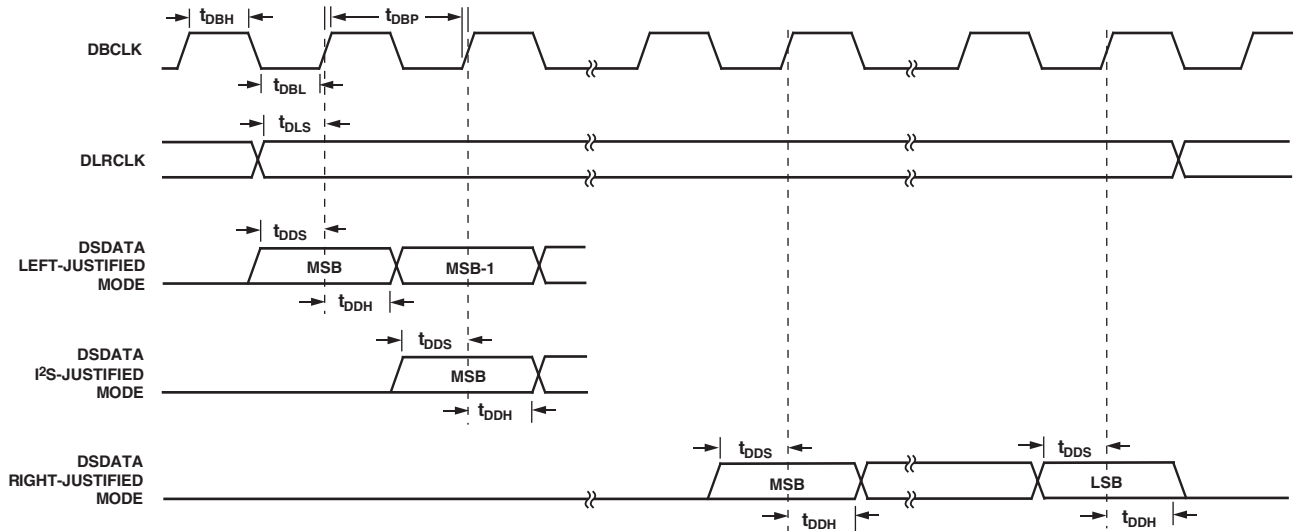 tDBH
tDBP
DBCLK
tDBL
tDLS
DLRCLK
tDDS
DSDATA
LEFT-JUSTIFIED
MODE
MSB
MSB-1
tDDH
tDDS
DSDATA
I²S-JUSTIFIED
MODE
MSB
tDDH
tDDS
tDDS
DSDATA
RIGHT-JUSTIFIED
MODE
MSB
LSB
tDDH
tDDH